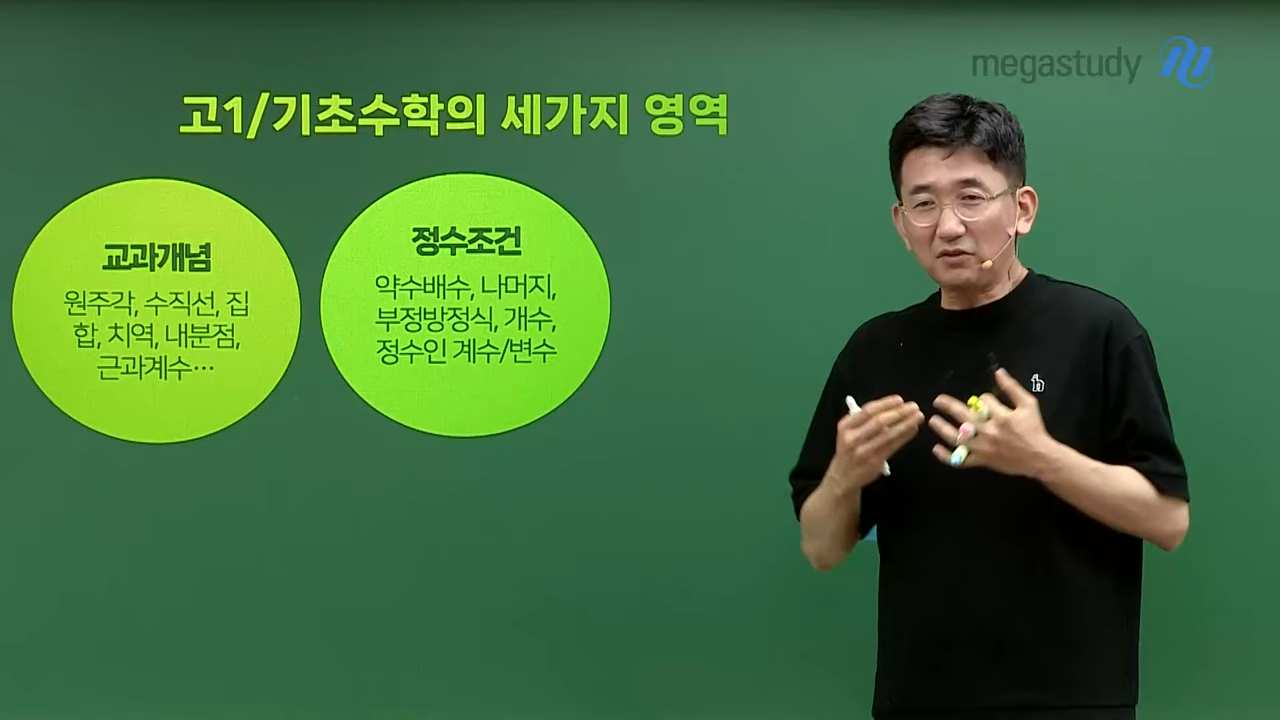 megastudy
고1/기초수학의 세가지 영역
교과개념
원주각, 수직선, 집
합, 치역, 내분점,
근과계수…
정수조건
약수배수, 나머지,
부정방정식, 개수,
정수인 계수/변수